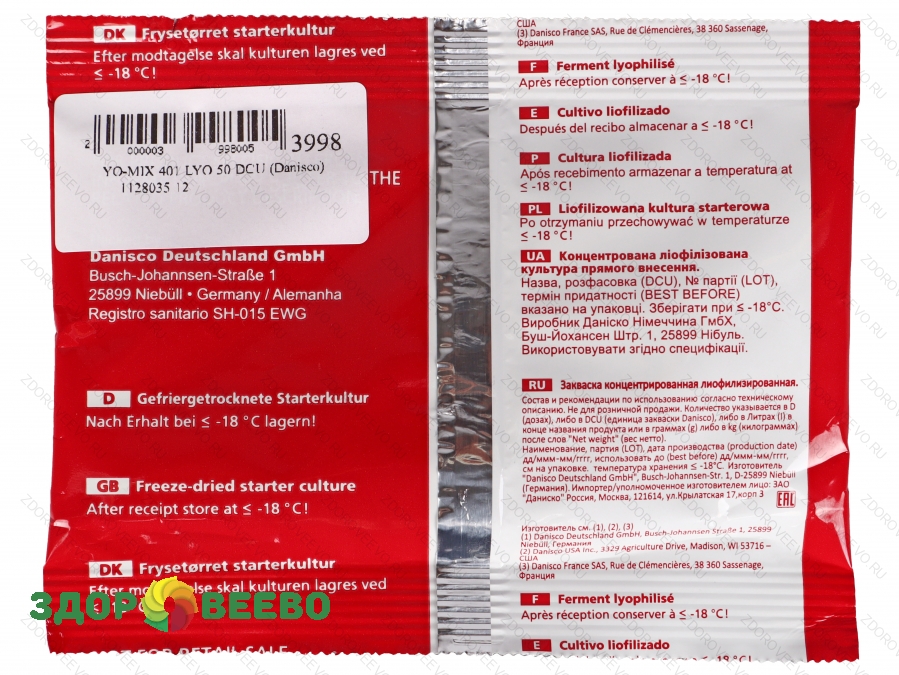 DK Frysetørret starterkultur
Efter modtagelse skal kulturen lagres ved
≤ -18 °C!
2 000003 998005 3998
YO-MIX 401 LYO 50 DCU (Danisco)
1128035 12
THE
Danisco Deutschland GmbH
Busch-Johannsen-Straße 1
25899 Niebüll • Germany / Alemanha
Registro sanitario SH-015 EWG
D Gefriergetrocknete Starterkultur
Nach Erhalt bei ≤ -18 °C lagern!
GB Freeze-dried starter culture
After receipt store at ≤ -18 °C!
DK Frysetørret starterkultur
Efter modtagelse skal kulturen lagres ved
ЗДОРОВЕЕВО
FOR RETAIL SALE
США
(3) Danisco France SAS, Rue de Clémencières, 38 360 Sassenage,
Франция
F Ferment lyophilisé
Après réception conserver à ≤ -18 °C!
E Cultivo liofilizado
Después del recibo almacenar a ≤ -18 °C!
P Cultura liofilizada
Após recebimento armazenar a temperatura at
≤ -18 °C!
PL Liofilizowana kultura starterowa
Po otrzymaniu przechowywać w temperaturze
≤ -18 °C!
UA Концентрована ліофілізована
культура прямого внесення.
Назва, розфасовка (DCU), № партії (LOT),
термін придатності (BEST BEFORE)
вказано на упаковці. Зберігати при ≤ -18°C.
Виробник Даніско Німеччина ГмбХ,
Буш-Йохансен Штр. 1, 25899 Нібуль.
Використовувати згідно специфікації.
RU Закваска концентрированная лиофилизированная.
Состав и рекомендации по использованию согласно техническому
описанию. Не для розничной продажи. Количество указывается в D
(дозах), либо в DCU (единица закваски Danisco), либо в Литрах (l) в
конце названия продукта или в граммах (g) либо в kg (килограммах)
после слов "Net weight" (вес нетто).
Наименование, партия (LOT), дата производства (production date)
дд/ммм-мм/гггг, использовать до (best before) дд/ммм-мм/гггг,
см на упаковке. температура хранения ≤ -18°C. Изготовитель
"Danisco Deutschland GmbH", Busch-Johannsen-Str. 1, D-25899 Niebüll
(Германия). Импортер/уполномоченное изготовителем лицо: ЗАО
"Даниско" Россия, Москва, 121614, ул.Крылатская 17,корп 3
EAC
Изготовитель см. (1), (2), (3)
(1) Danisco Deutschland GmbH, Busch-Johannsen Straße 1, 25899
Niebüll, Германия
(2) Danisco USA Inc., 3329 Agriculture Drive, Madison, WI 53716 –
США
(3) Danisco France SAS, Rue de Clémencières, 38 360 Sassenage,
Франция
F Ferment lyophilisé
Après réception conserver à ≤ -18 °C!
E Cultivo liofilizado